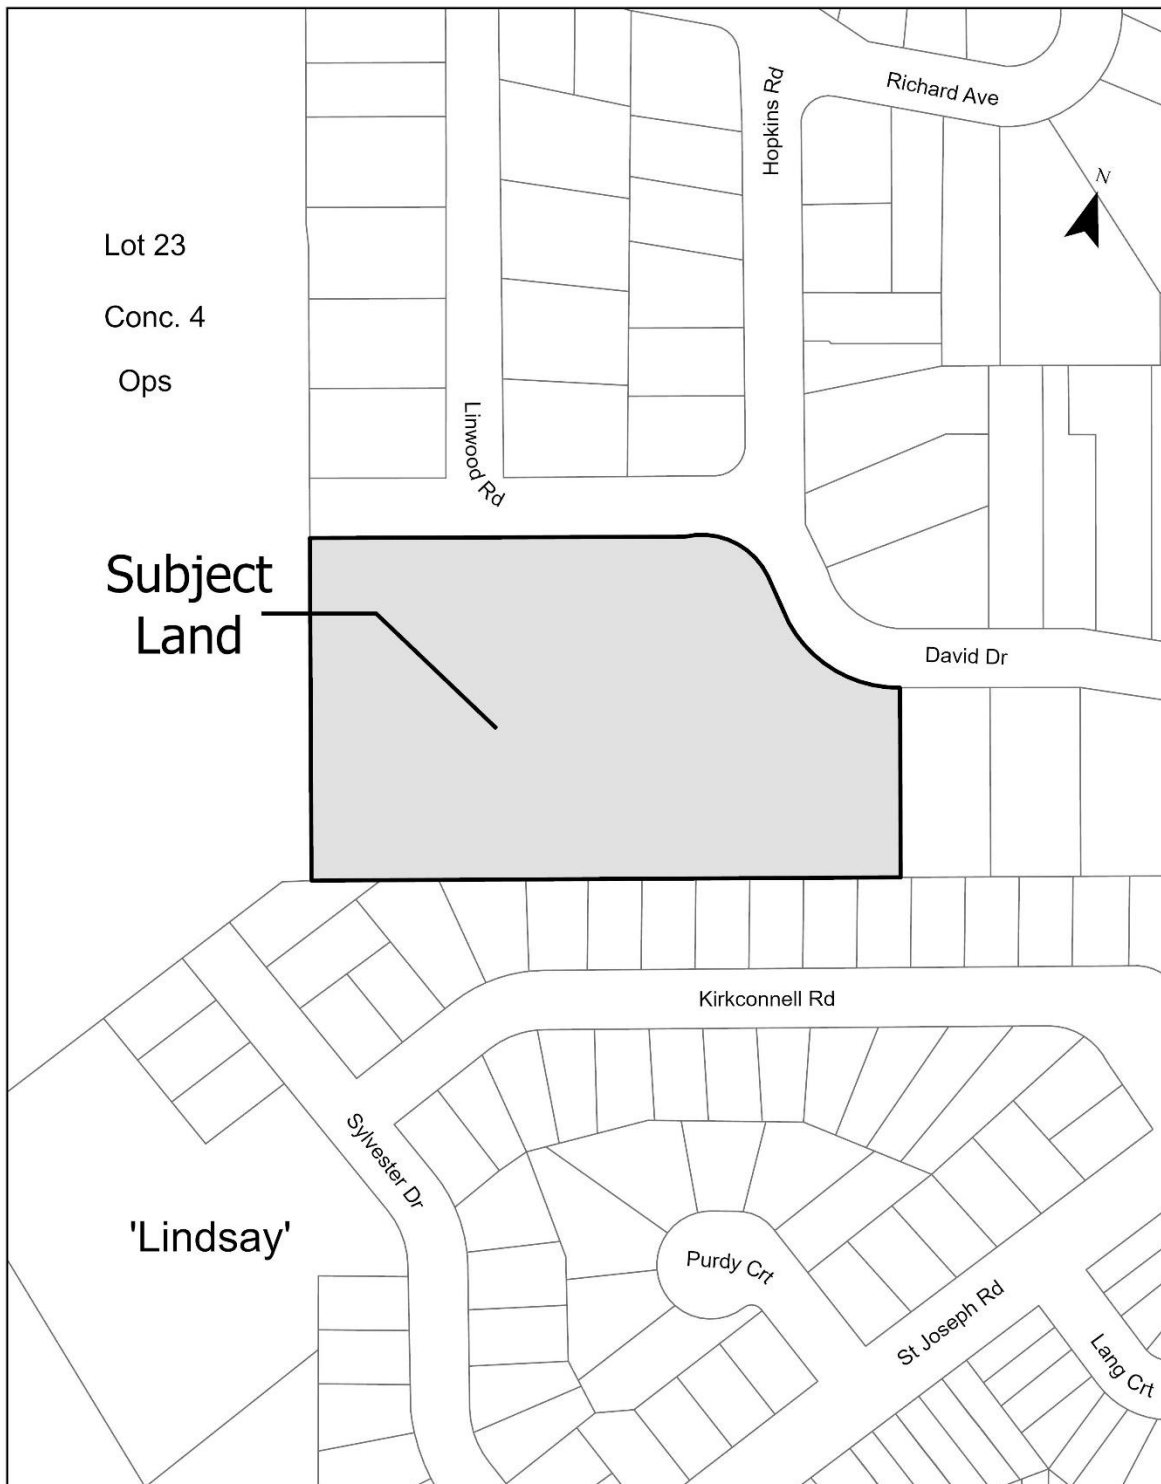 Richard Ave
Hopkins Rd
N
Lot 23
Conc. 4
Ops
Linwood Rd
Subject
Land
David Dr
Kirkconnell Rd
Sylvester Dr
'Lindsay'
Purdy Crt
St Joseph Rd
Lang Crt